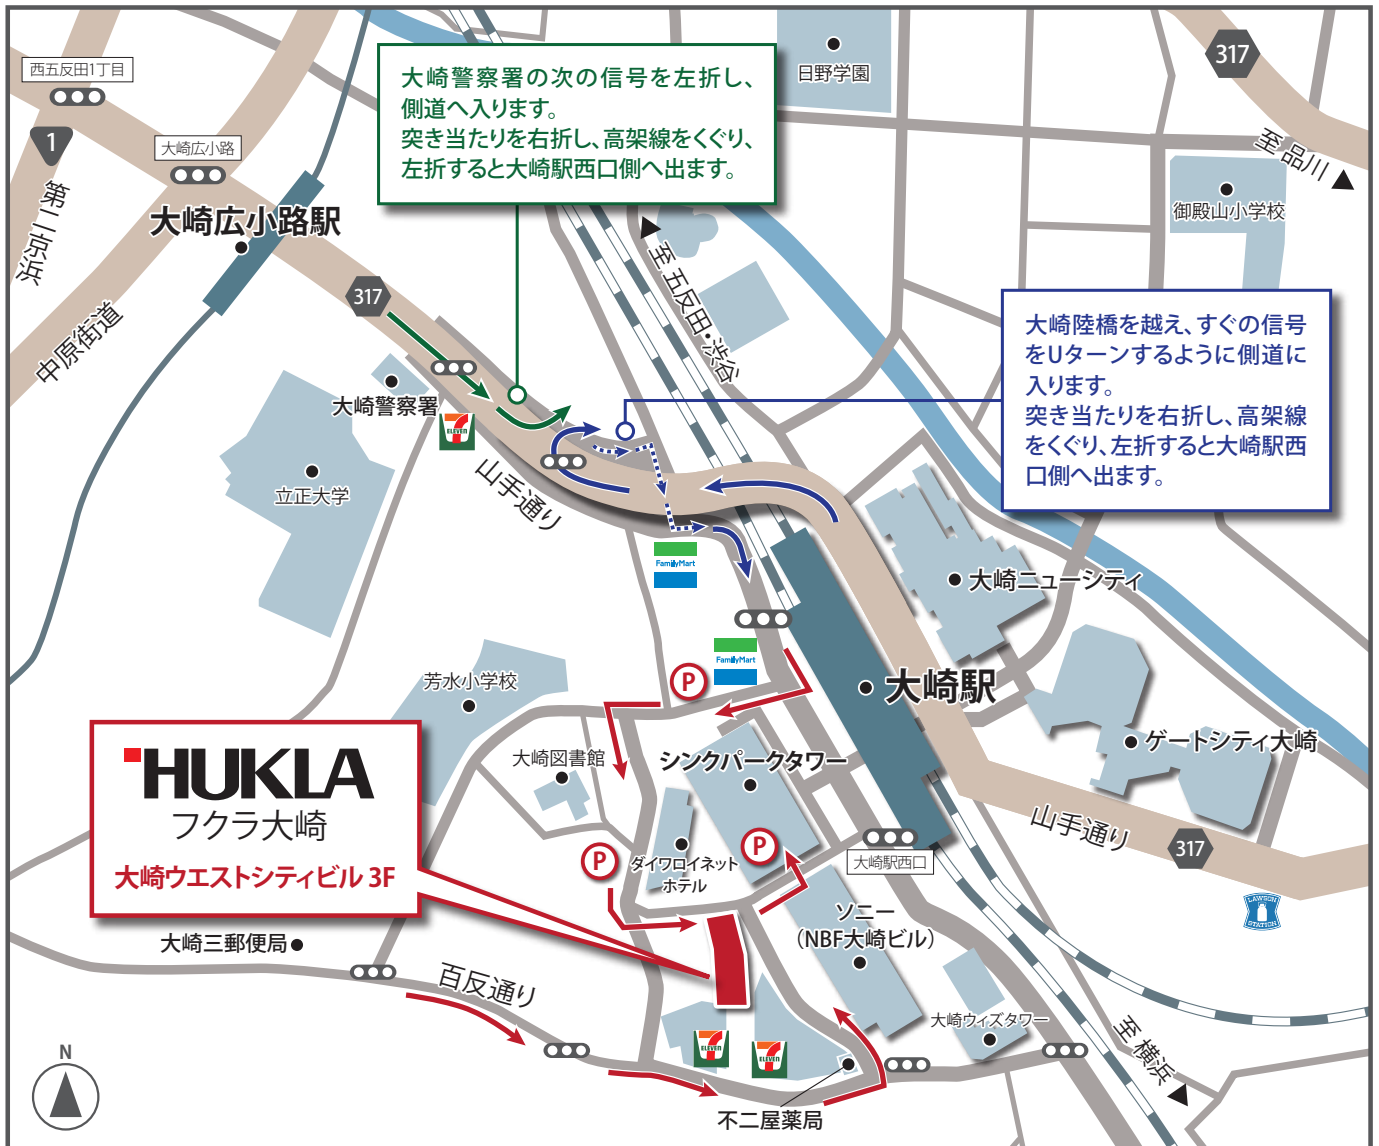 西五反田1丁目
1
第二京浜
大崎広小路
大崎広小路駅
中原街道
317
大崎警察署の次の信号を左折し、
側道へ入ります。
突き当たりを右折し、高架線をくぐり、
左折すると大崎駅西口側へ出ます。
日野学園
317
至 品川
御殿山小学校
至 五反田・渋谷
大崎陸橋を越え、すぐの信号
をUターンするように側道に
入ります。
突き当たりを右折し、高架線
をくぐり、左折すると大崎駅西
口側へ出ます。
大崎警察署
7
ELEVEN
立正大学
山手通り
FamilyMart
FamilyMart
大崎ニューシティ
大崎駅
ゲートシティ大崎
山手通り
317
LAWSON
STATION
芳水小学校
P
大崎図書館
シンクパークタワー
HUKLA
フクラ大崎
大崎ウエストシティビル 3F
P
ダイワロイネット
ホテル
P
大崎駅西口
ソニー
（NBF大崎ビル）
大崎三郵便局
百反通り
7
ELEVEN
7
ELEVEN
大崎ウィズタワー
至 横浜
不二屋薬局
N